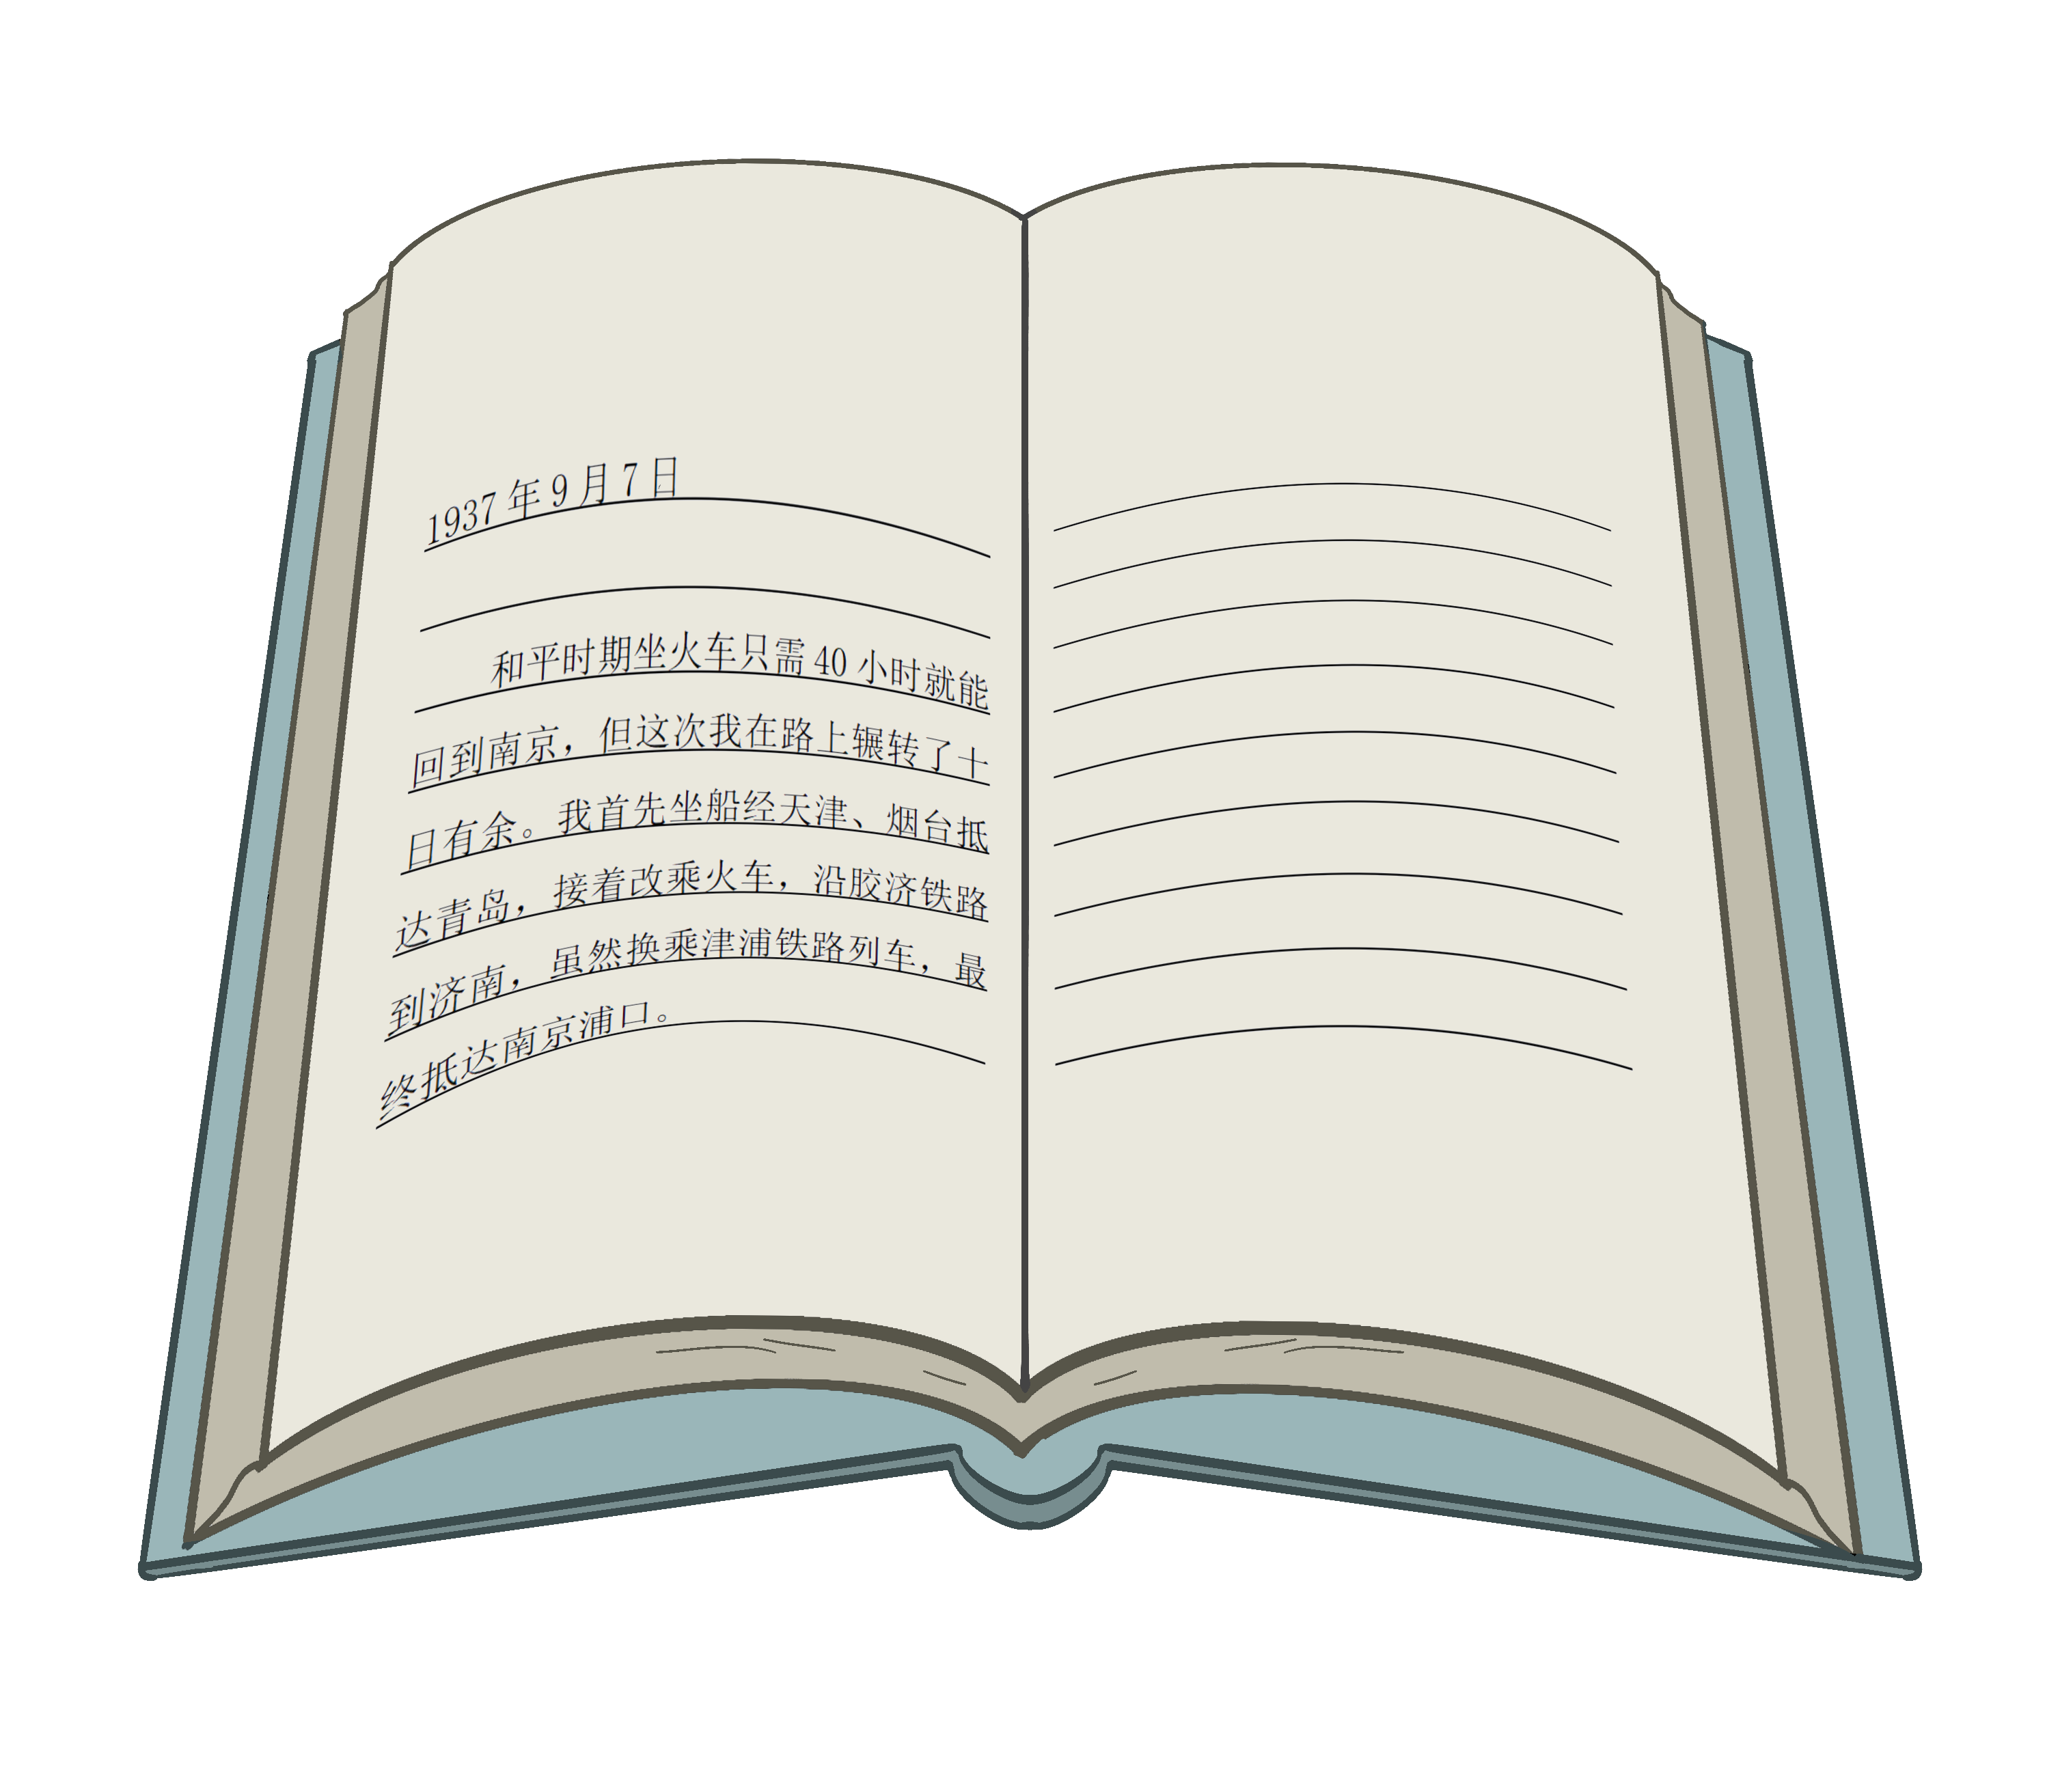 1937年9月7日
和平时期坐火车只需40小时就能
回到南京，但这次我在路上辗转了十
日有余。我首先坐船经天津、烟台抵
达青岛，接着改乘火车，沿胶济铁路
到济南，虽然换乘津浦铁路列车，最
终抵达南京浦口。